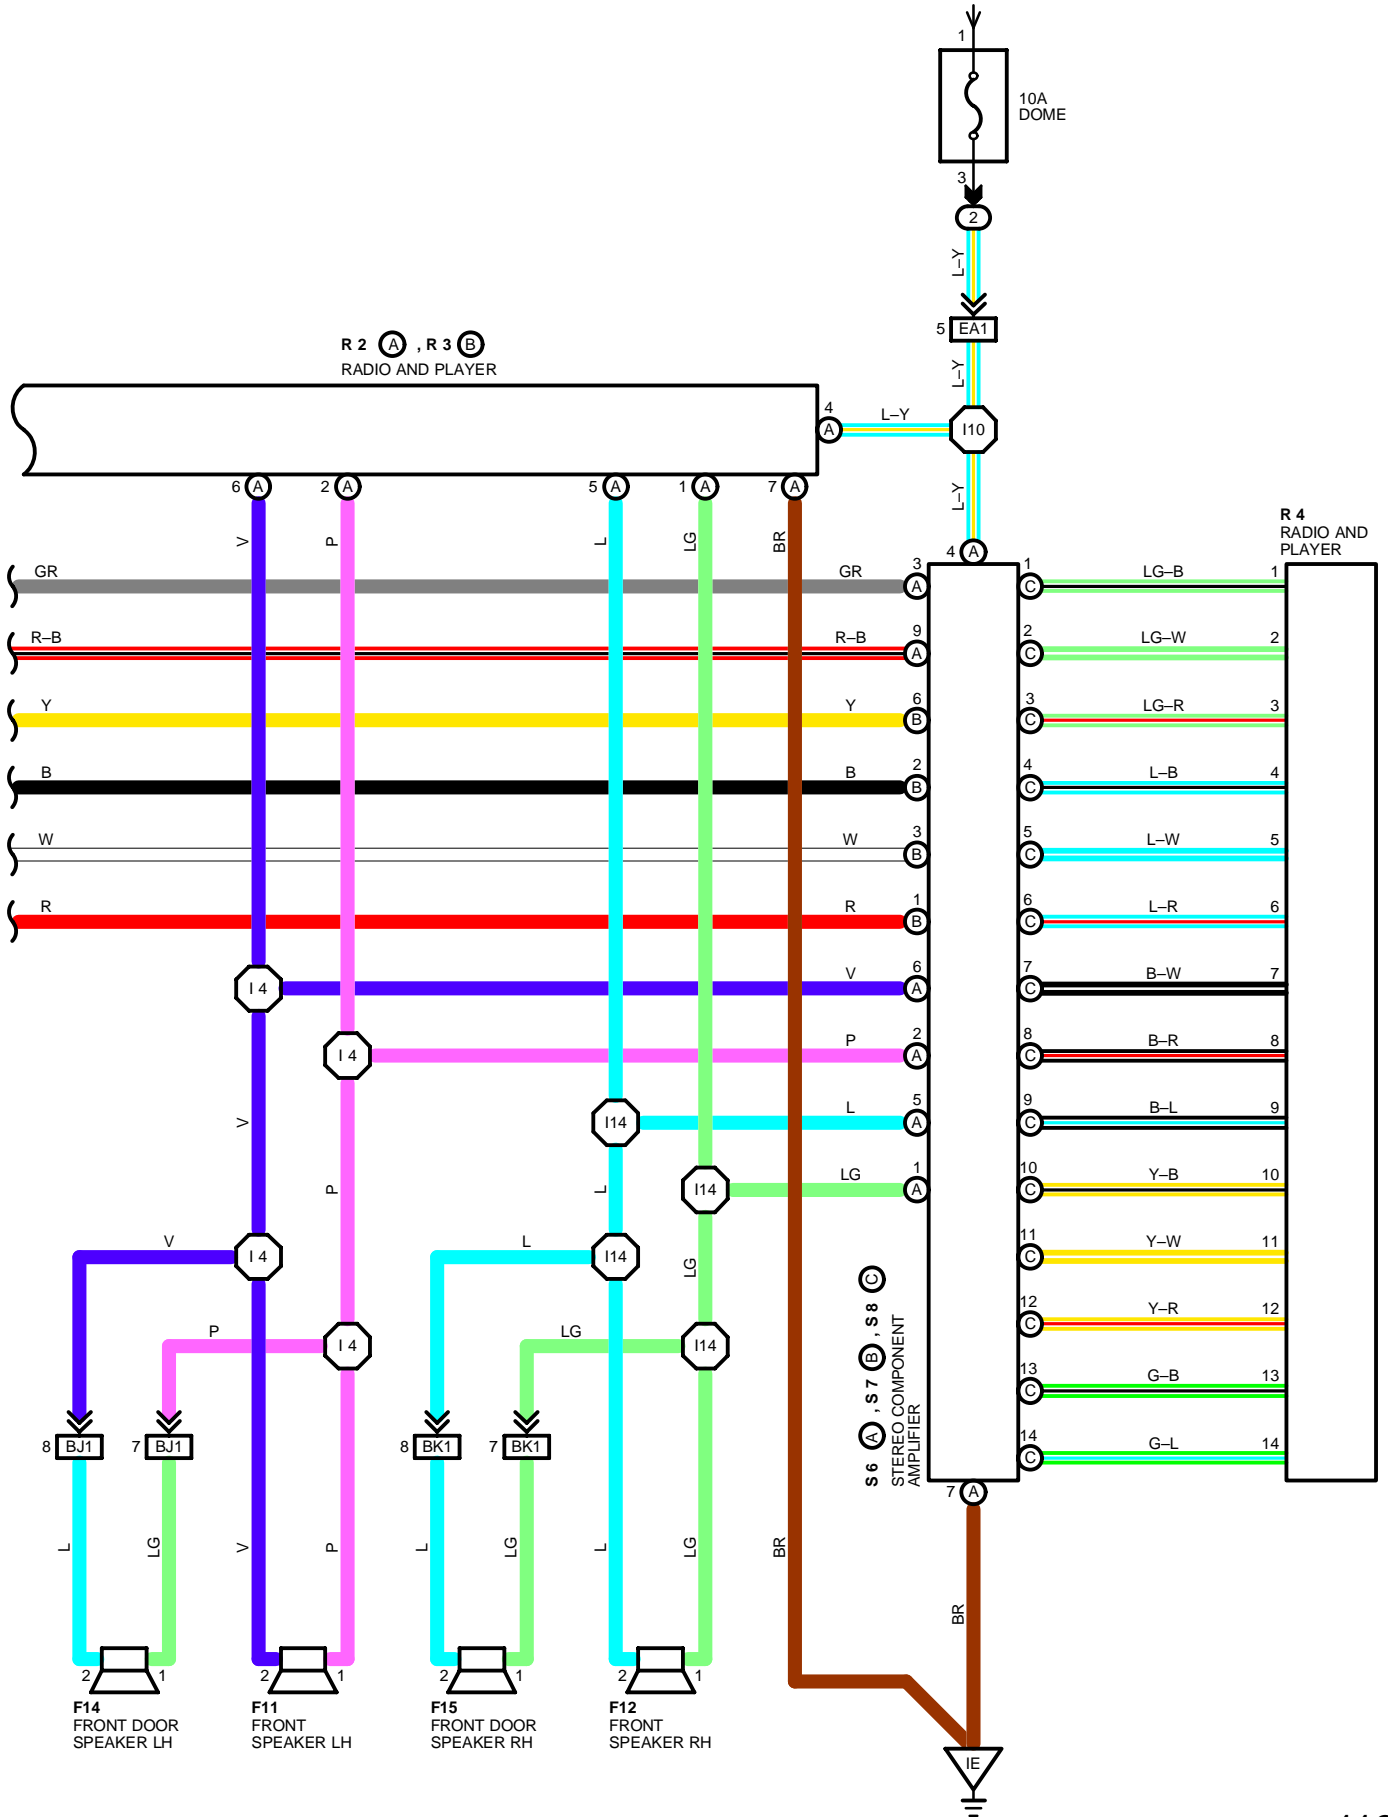 1
10A
DOME
3
2
L–Y
5 EA1
L–Y
R 2 A , R 3 B
RADIO AND PLAYER
4
A L–Y I10
L–Y
6 A 2 A 5 A 1 A 7 A
V P L LG BR
4 A
R 4
RADIO AND
PLAYER
GR GR 3 A 1 C LG–B 1
R–B R–B 9 A 2 C LG–W 2
Y Y 6 B 3 C LG–R 3
B B 2 B 4 C L–B 4
W W 3 B 5 C L–W 5
R R 1 B 6 C L–R 6
I 4 V 6 A 7 C B–W 7
I 4 P 2 A 8 C B–R 8
V I14 L 5 A 9 C B–L 9
P L I14 LG 1 A 10 C Y–B 10
V I 4 L I14 LG 11 C Y–W 11
P I 4 LG I14 12 C Y–R 12
13 C G–B 13
14 C G–L 14
S 6 A , S 7 B , S 8 C
STEREO COMPONENT
AMPLIFIER
8 BJ1 7 BJ1 8 BK1 7 BK1
7 A
L LG V P L LG L LG BR
BR
2 1 2 1 2 1 2 1
F14
FRONT DOOR
SPEAKER LH
F11
FRONT
SPEAKER LH
F15
FRONT DOOR
SPEAKER RH
F12
FRONT
SPEAKER RH
IE